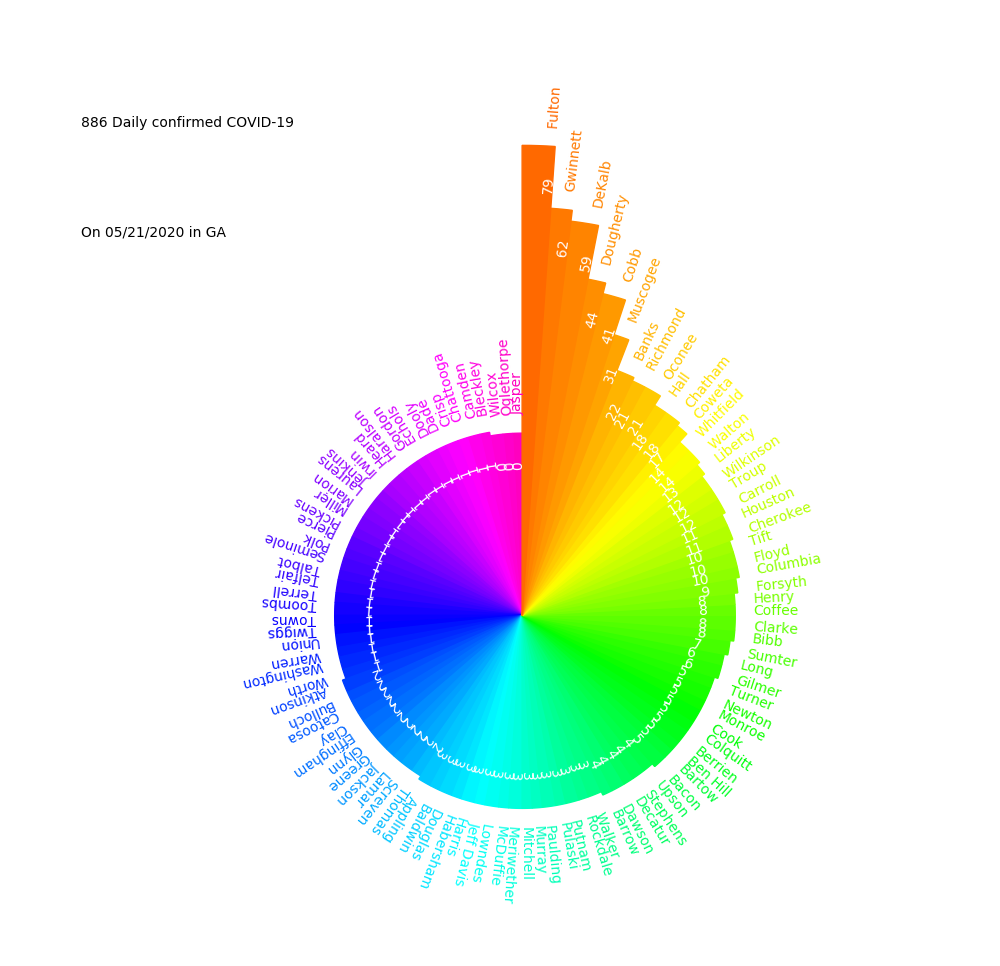 886 Daily confirmed COVID-19
On 05/21/2020 in GA
Fulton
Gwinnett
DeKalb
Dougherty
Cobb
Muscogee
Banks
Richmond
Oconee
Hall
Chatham
Coweta
Whitfield
Walton
Liberty
Wilkinson
Troup
Carroll
Houston
Cherokee
Tift
Floyd
Columbia
Forsyth
Henry
Coffee
Clarke
Bibb
Sumter
Long
Gilmer
Turner
Newton
Monroe
Cook
Colquitt
Berrien
Ben Hill
Bartow
Bacon
Upson
Stephens
Decatur
Dawson
Barrow
Walker
Rockdale
Putnam
Pulaski
Paulding
Murray
Mitchell
Meriwether
McDuffie
Lowndes
Jeff Davis
Harris
Habersham
Douglas
Baldwin
Appling
Thomas
Screven
Lamar
Jackson
Greene
Glynn
Effingham
Clay
Catoosa
Bulloch
Atkinson
Worth
Washington
Warren
Union
Twiggs
Towns
Toombs
Terrell
Telfair
Talbot
Seminole
Polk
Pierce
Pickens
Miller
Marion
Laurens
Jenkins
Irwin
Heard
Haralson
Gordon
Echols
Dooly
Dade
Crisp
Chattooga
Camden
Bleckley
Wilcox
Oglethorpe
Jasper
79
62
59
44
41
31
22
21
21
18
18